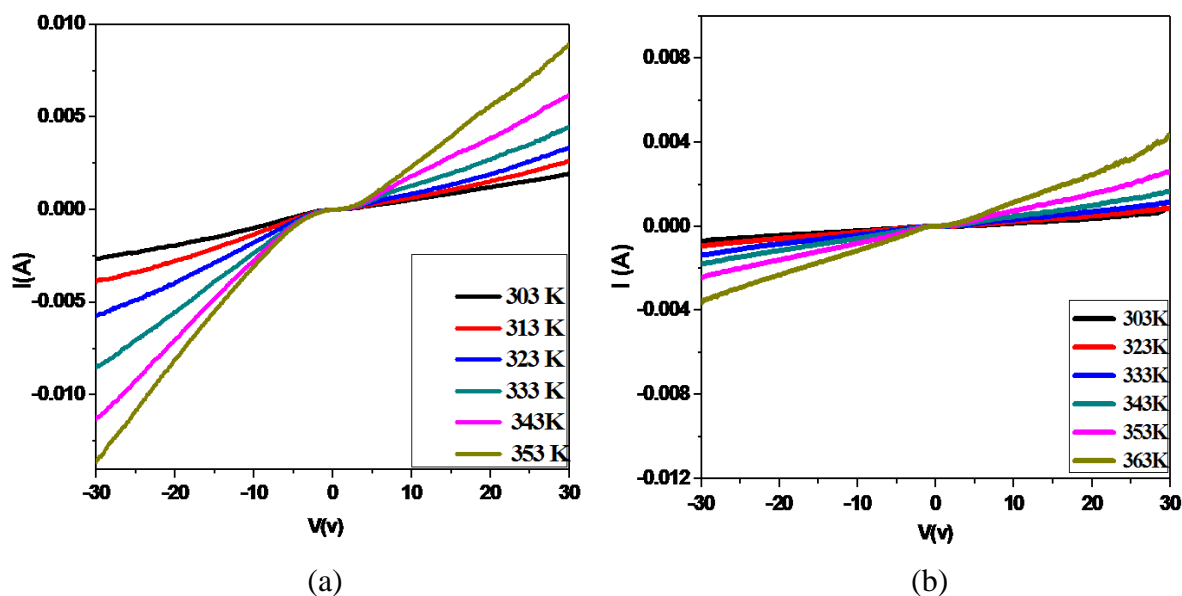 0.010
0.005
0.000
-0.005
-0.010
I(A)
303 K
313 K
323 K
333 K
343K
353 K
-30 -20 -10 0 10 20 30
V(v)
(a)
0.008
0.004
0.000
-0.004
-0.008
-0.012
I (A)
303K
323K
333K
343K
353K
363K
-30 -20 -10 0 10 20 30
V(v)
(b)